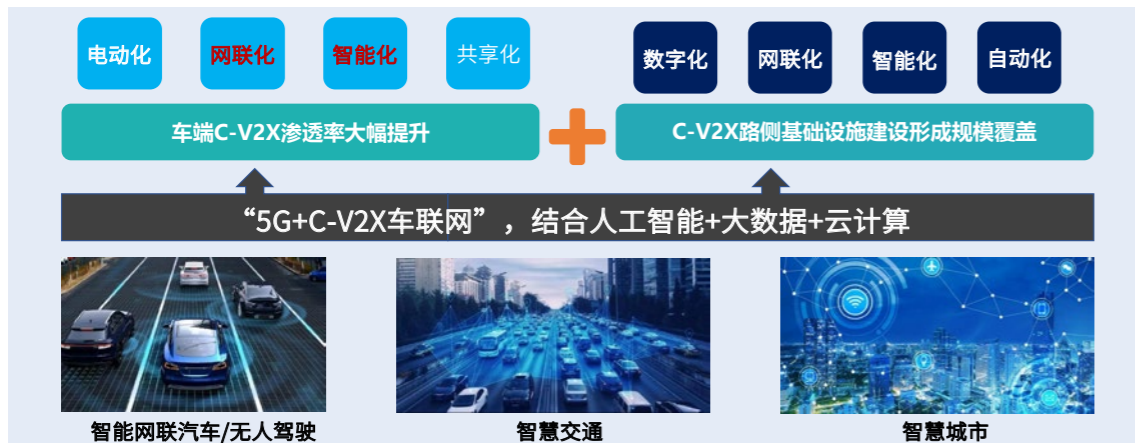 电动化 网联化 智能化 共享化 数字化 网联化 智能化 自动化
车端C-V2X渗透率大幅提升
C-V2X路侧基础设施建设形成规模覆盖
“5G+C-V2X车联网”，结合人工智能+大数据+云计算
智能网联汽车/无人驾驶 智慧交通 智慧城市